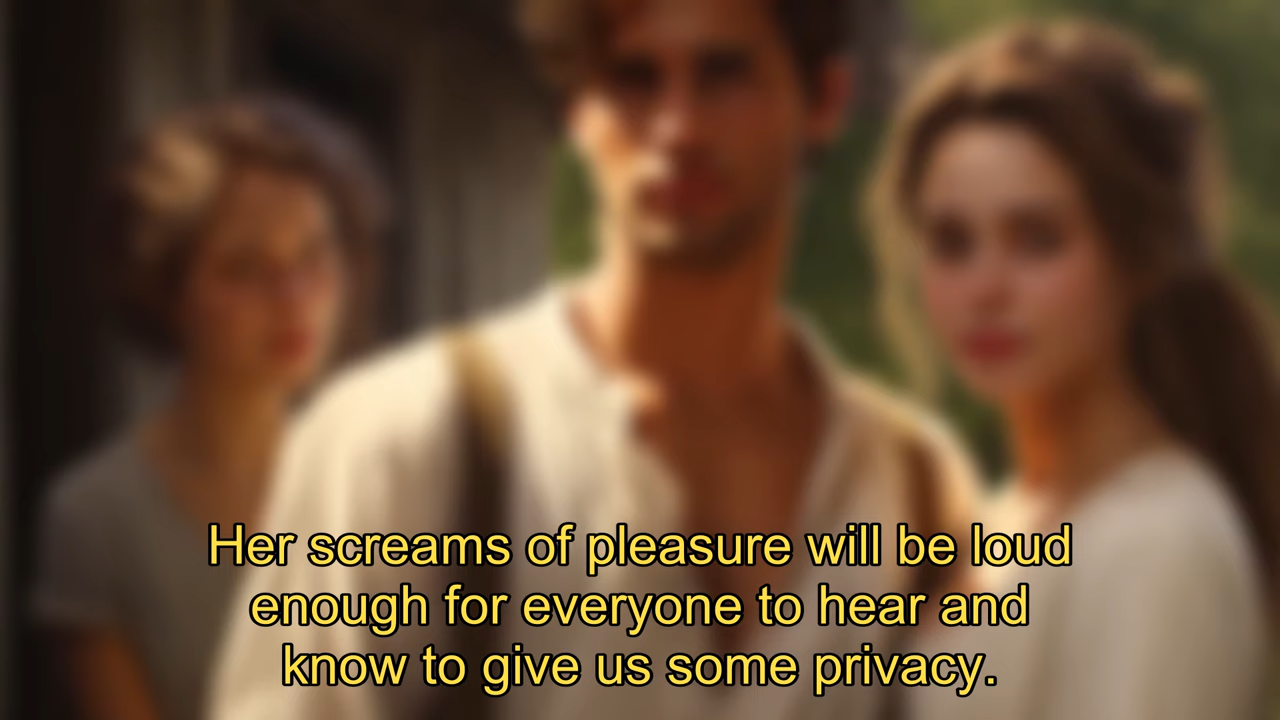 Her screams of pleasure will be loud
enough for everyone to hear and
know to give us some privacy.